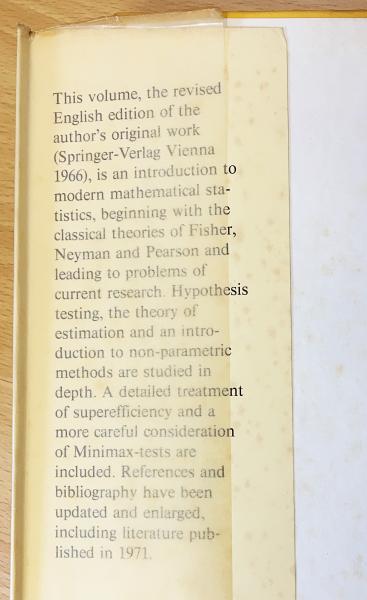 This volume, the revised
English edition of the
author's original work
(Springer-Verlag Vienna
1966), is an introduction to
modern mathematical sta-
tistics, beginning with the
classical theories of Fisher,
Neyman and Pearson and
leading to problems of
current research. Hypothesis
testing, the theory of
estimation and an intro-
duction to non-parametric
methods are studied in
depth. A detailed treatment
of superefficiency and a
more careful consideration
of Minimax-tests are
included. References and
bibliography have been
updated and enlarged,
including literature pub-
lished in 1971.